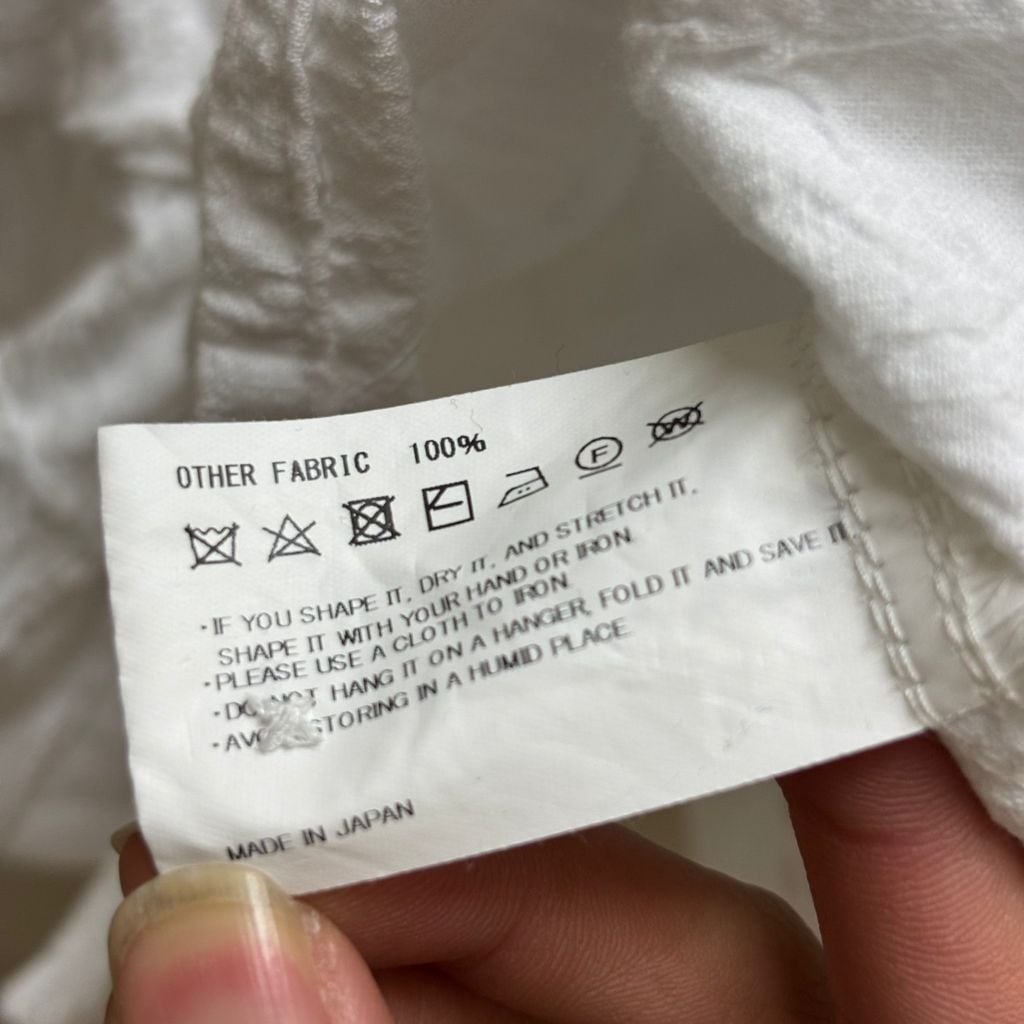 OTHER FABRIC 100%
F
W
·IF YOU SHAPE IT, DRY IT, AND STRETCH IT,
SHAPE IT WITH YOUR HAND OR IRON
·PLEASE USE A CLOTH TO IRON
·DO NOT HANG IT ON A HANGER, FOLD IT AND SAVE IT.
STORING IN A HUMID PLACE
MADE IN JAPAN